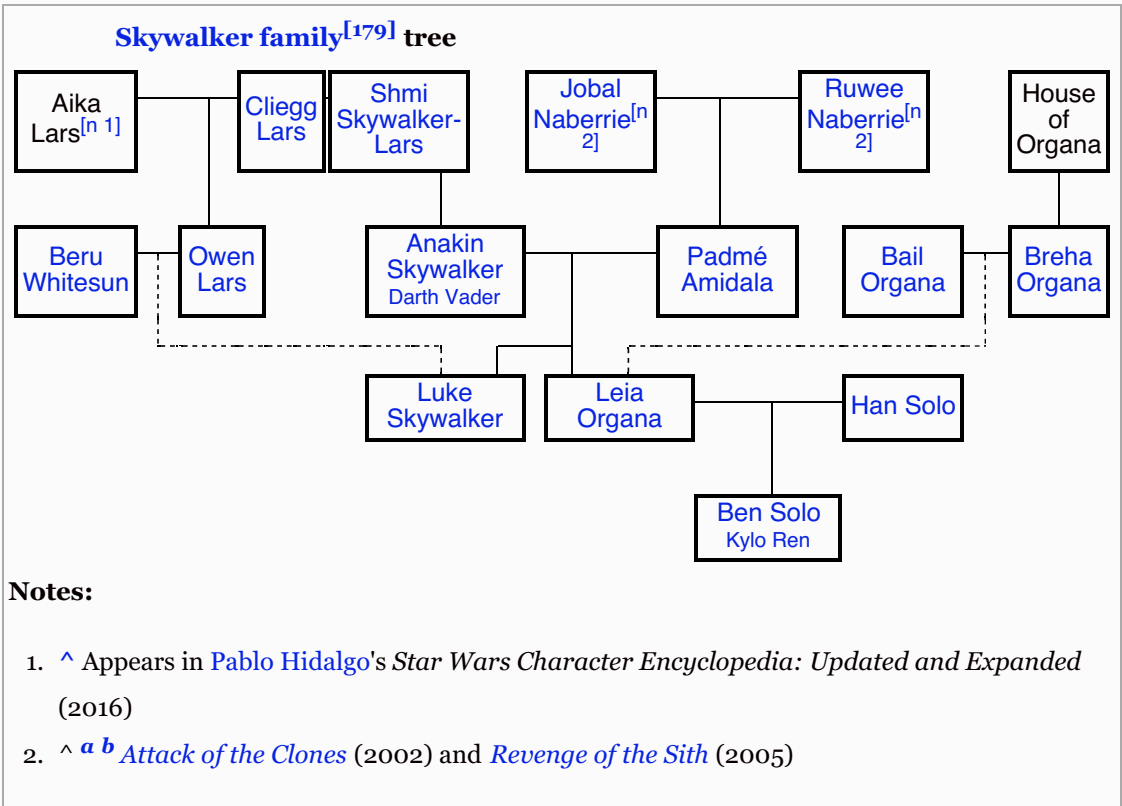 Skywalker family[179] tree
Aika
Lars[n 1]
Cliegg
Lars
Shmi
Skywalker-
Lars
Jobal
Naberrie[n
2]
Ruwee
Naberrie[n
2]
House
of
Organa
Beru
Whitesun
Owen
Lars
Anakin
Skywalker
Darth Vader
Padmé
Amidala
Bail
Organa
Breha
Organa
Luke
Skywalker
Leia
Organa
Han Solo
Ben Solo
Kylo Ren
Notes:
1. ^ Appears in Pablo Hidalgo's Star Wars Character Encyclopedia: Updated and Expanded
(2016)
2. ^ a b Attack of the Clones (2002) and Revenge of the Sith (2005)